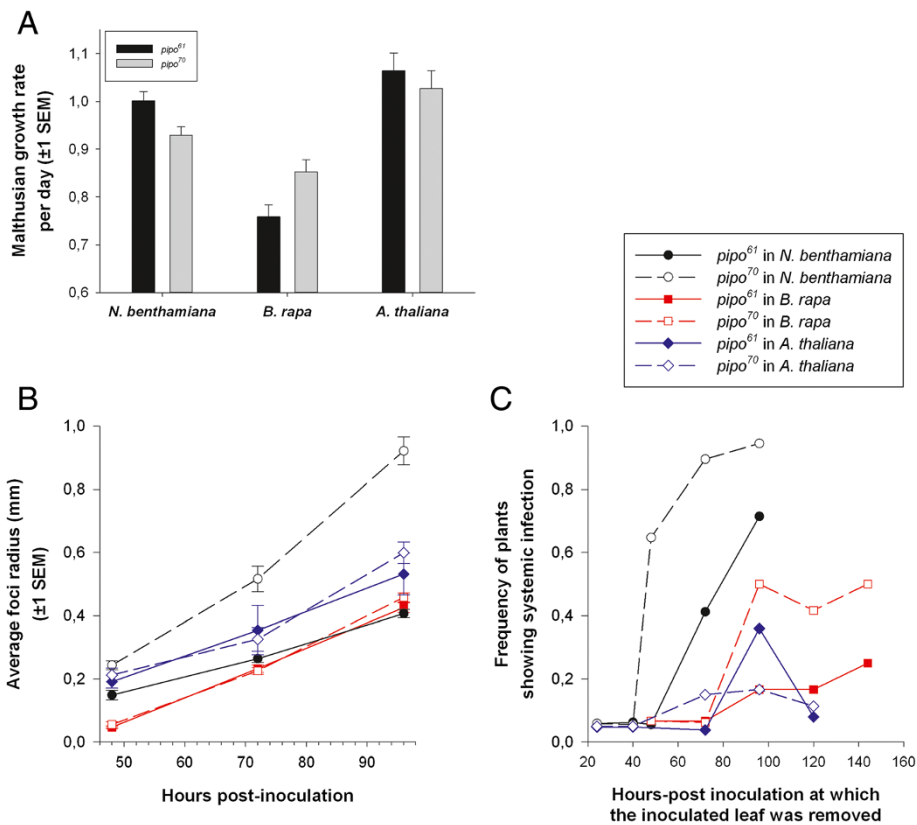 A
Malthusian growth rate
per day (±1 SEM)
pipo61
pipo70
1,1
1,0
0,9
0,8
0,7
0,6
N. benthamiana
B. rapa
A. thaliana
pipo61 in N. benthamiana
pipo70 in N. benthamiana
pipo61 in B. rapa
pipo70 in B. rapa
pipo61 in A. thaliana
pipo70 in A. thaliana
B
Average foci radius (mm)
(±1 SEM)
1,0
0,8
0,6
0,4
0,2
0,0
50
60
70
80
90
Hours post-inoculation
C
Frequency of plants
showing systemic infection
1,0
0,8
0,6
0,4
0,2
0,0
20
40
60
80
100
120
140
160
Hours-post inoculation at which
the inoculated leaf was removed